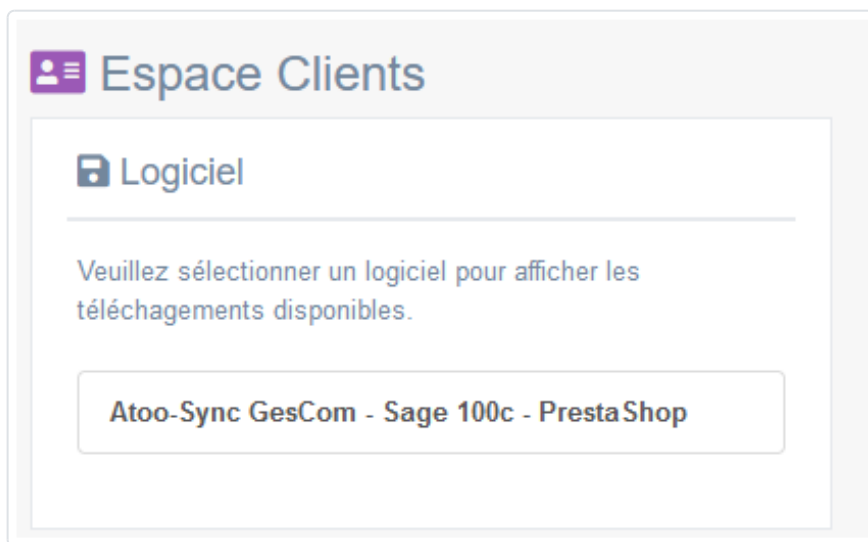 Espace Clients
Logiciel
Veuillez sélectionner un logiciel pour afficher les
téléchagements disponibles.
Atoo-Sync GesCom - Sage 100c - PrestaShop